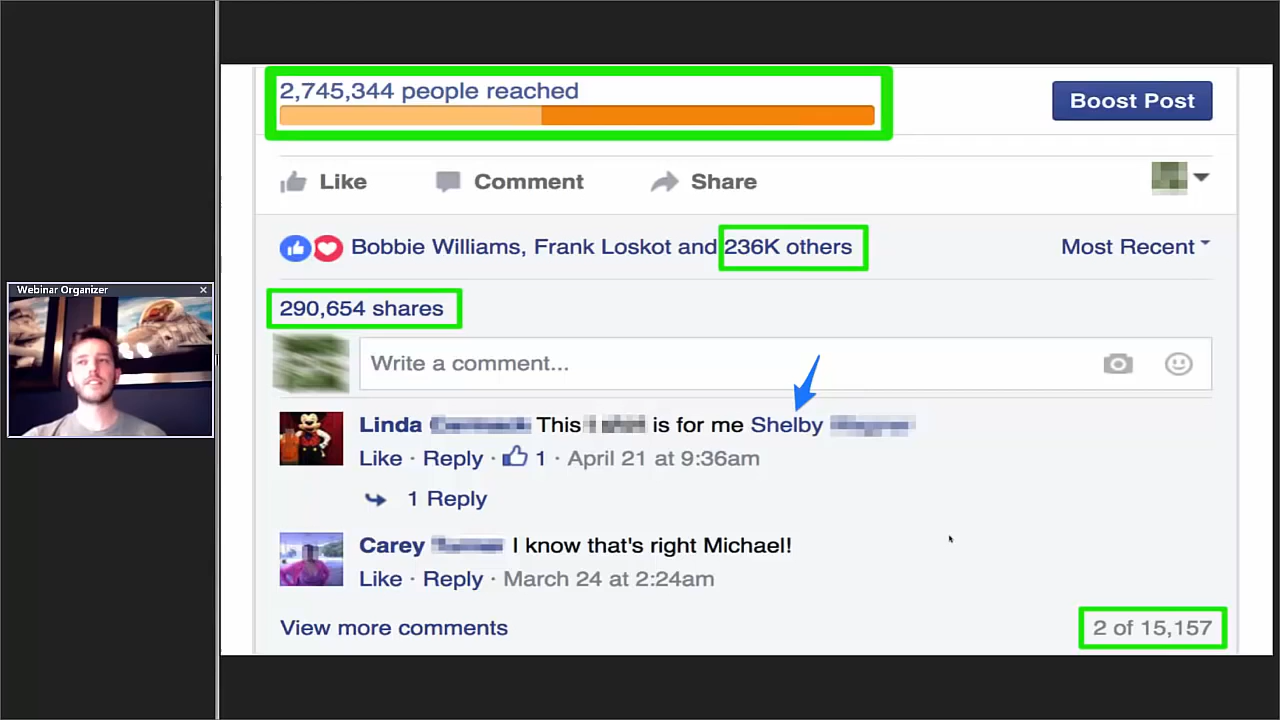 Webinar Organizer
2,745,344 people reached
Boost Post
Like Comment Share
Bobbie Williams, Frank Loskot and 236K others
Most Recent
290,654 shares
Write a comment...
Linda This is for me Shelby
Like · Reply · 1 · April 21 at 9:36am
1 Reply
Carey I know that's right Michael!
Like · Reply · March 24 at 2:24am
View more comments
2 of 15,157